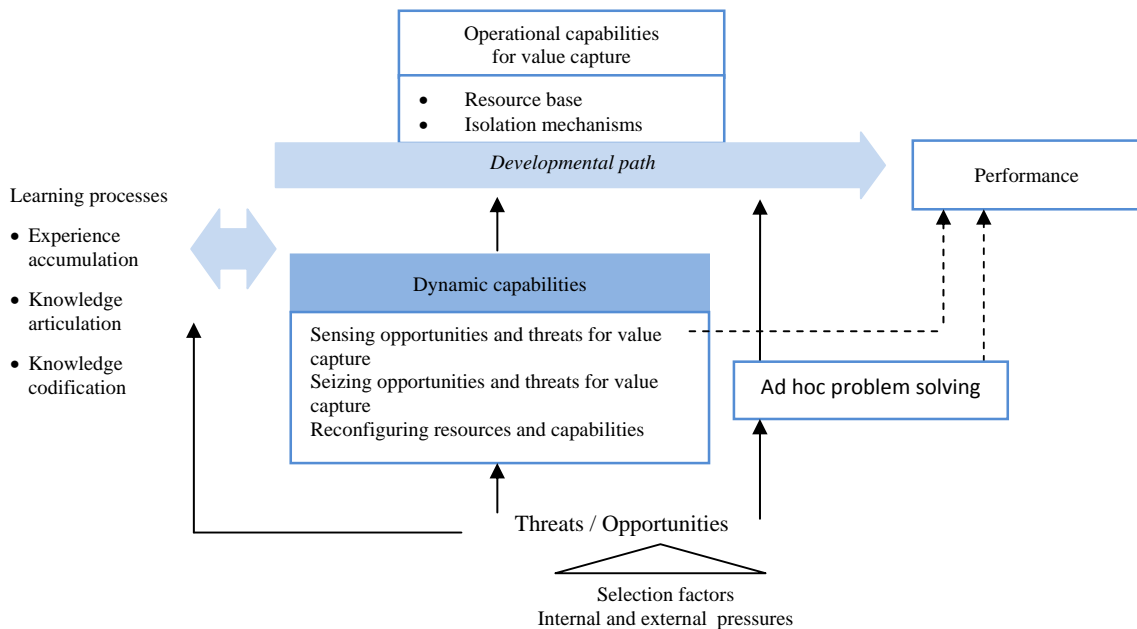 Operational capabilities
for value capture
• Resource base
• Isolation mechanisms
Developmental path
Performance
Learning processes
• Experience
accumulation
• Knowledge
articulation
• Knowledge
codification
Dynamic capabilities
Sensing opportunities and threats for value
capture
Seizing opportunities and threats for value
capture
Reconfiguring resources and capabilities
Ad hoc problem solving
Threats / Opportunities
Selection factors
Internal and external pressures